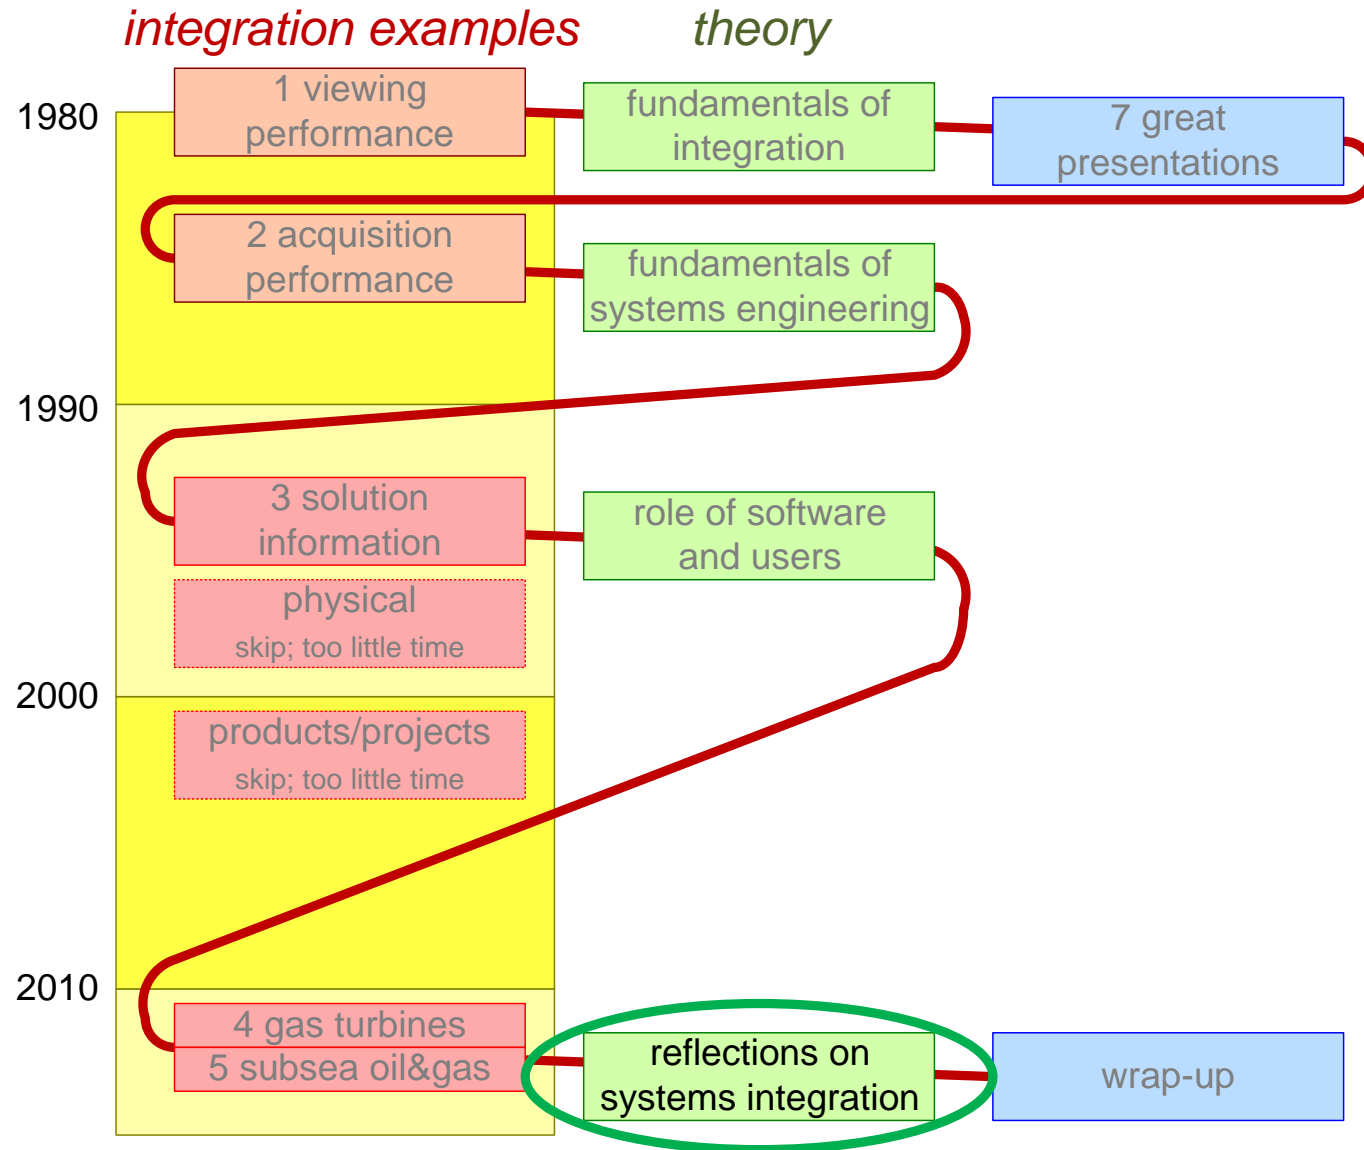 integration examples
theory
1980
1 viewing
performance
fundamentals of
integration
7 great
presentations
2 acquisition
performance
fundamentals of
systems engineering
1990
3 solution
information
role of software
and users
physical
skip; too little time
2000
products/projects
skip; too little time
2010
4 gas turbines
5 subsea oil&gas
reflections on
systems integration
wrap-up